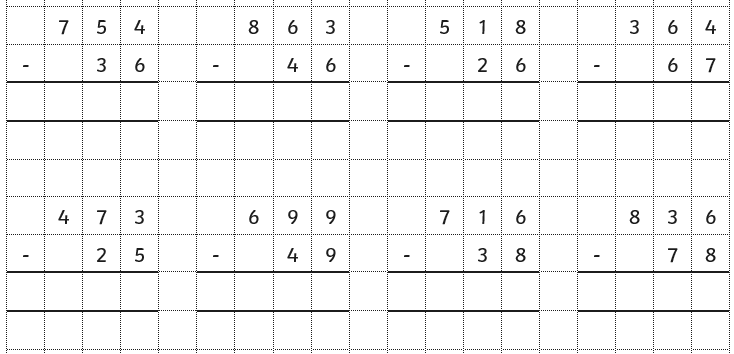 7 5 4 8 6 3 5 1 8 3 6 4
- 3 6 - 4 6 - 2 6 - 6 7
4 7 3 6 9 9 7 1 6 8 3 6
- 2 5 - 4 9 - 3 8 - 7 8